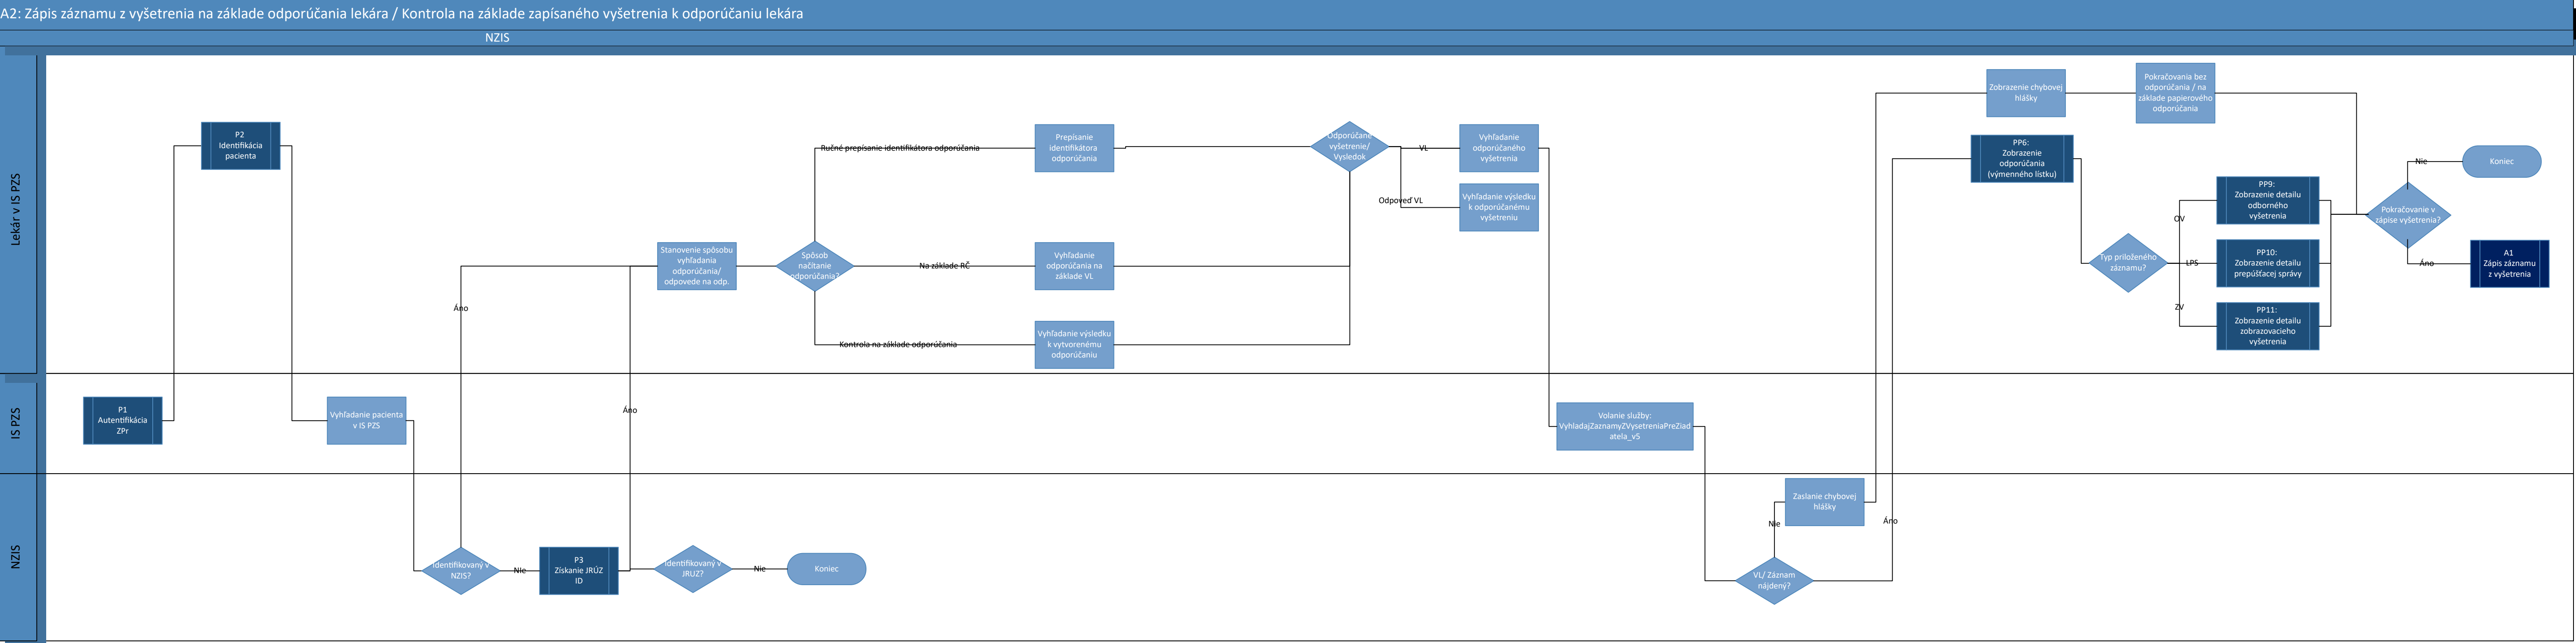 A2: Zápis záznamu z vyšetrenia na základe odporúčania lekára / Kontrola na základe zapísaného vyšetrenia k odporúčaniu lekára
NZIS
Lekár v IS PZS
P2
Identifikácia
pacienta
Áno
Stanovenie spôsobu
vyhľadania
odporúčania/
odpovede na odp.
Spôsob
načítanie
odporúčania?
Ručné prepísanie identifikátora odporúčania
Prepísanie
identifikátora
odporúčania
Na základe RČ
Vyhľadanie
odporúčania na
základe VL
Kontrola na základe odporúčania
Vyhľadanie výsledku
k vytvorenému
odporúčaniu
Odporúčané
vyšetrenie/
Vysledok
VL
Vyhľadanie
odporúčaného
vyšetrenia
Odpoveď VL
Vyhľadanie výsledku
k odporúčanému
vyšetreniu
Zobrazenie chybovej
hlášky
Pokračovania bez
odporúčania / na
základe papierového
odporúčania
PP6:
Zobrazenie
odporúčania
(výmenného lístku)
Typ priloženého
záznamu?
OV
LPS
ZV
PP9:
Zobrazenie detailu
odborného
vyšetrenia
PP10:
Zobrazenie detailu
prepúšťacej správy
PP11:
Zobrazenie detailu
zobrazovacieho
vyšetrenia
Pokračovanie v
zápise vyšetrenia?
Nie
Koniec
Áno
A1
Zápis záznamu
z vyšetrenia
IS PZS
P1
Autentifikácia
ZPr
Vyhľadanie pacienta
v IS PZS
Áno
Volanie služby:
VyhladajZaznamyZVysetreniaPreZiad
atela_v5
NZIS
Identifikovaný v
NZIS?
NIe
P3
Získanie JRÚZ
ID
Identifikovaný v
JRUZ?
Nie
Koniec
Zaslanie chybovej
hlášky
Nie
Áno
VL/ Záznam
nájdený?